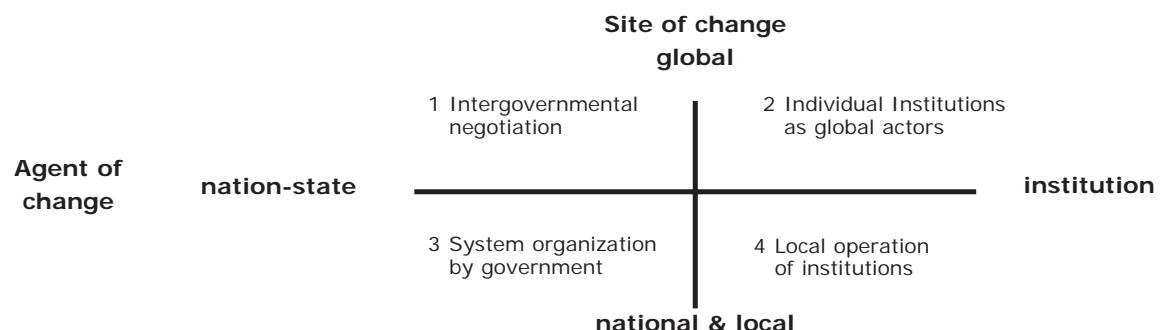 Site of change
global
1 Intergovernmental
negotiation
2 Individual Institutions
as global actors
Agent of
change
nation-state
institution
3 System organization
by government
4 Local operation
of institutions
national & local